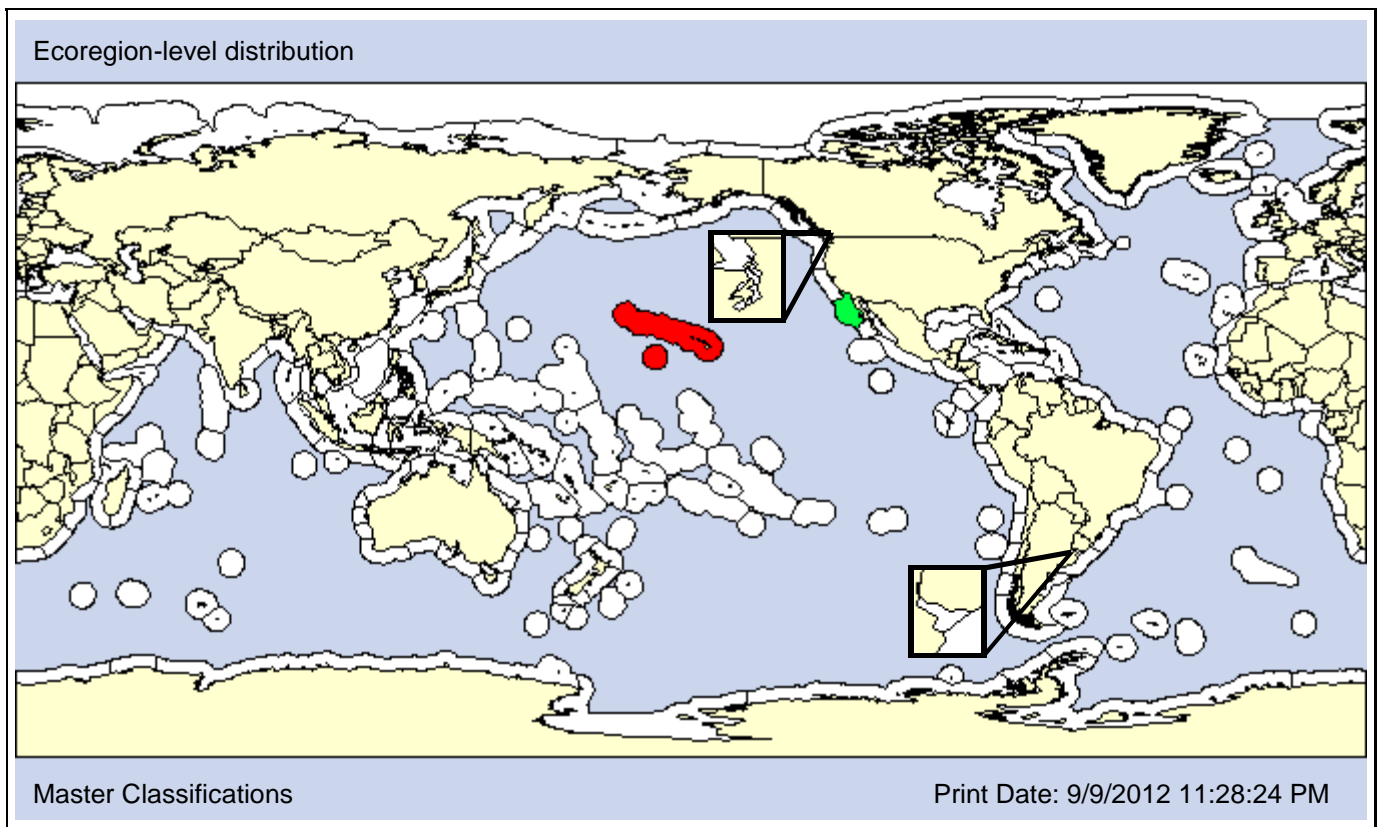 Ecoregion-level distribution
Master Classifications
Print Date: 9/9/2012 11:28:24 PM